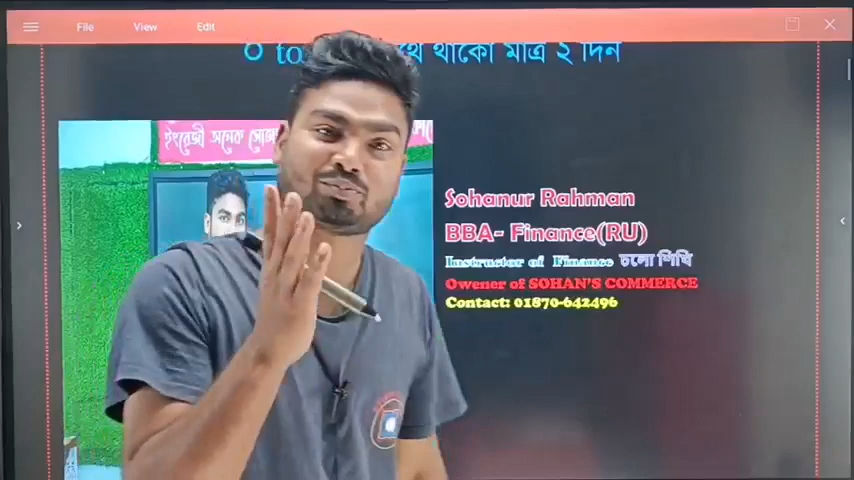 File View Edit
o to থাকো মাত্র ২ দিন
ইংরেজী অনেক
Sohanur Rahman
BBA- Finance(RU)
Instructor of Finance চলো শিখি
Owener of SOHAN'S COMMERCE
Contact: 01870-642496